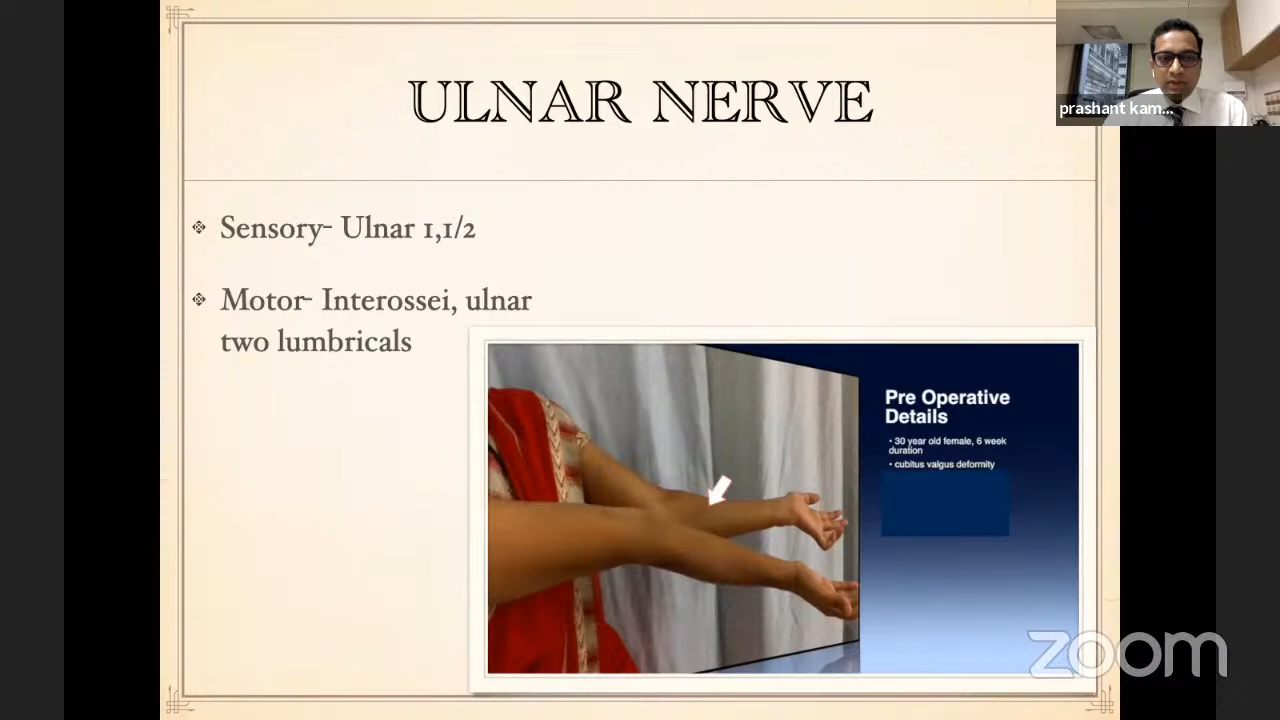 ULNAR NERVE
prashant kam...
Sensory- Ulnar 1,1/2
Motor- Interossei, ulnar
two lumbricals
Pre Operative
Details
• 30 year old female, 6 week
duration
• cubitus valgus deformity
zoom